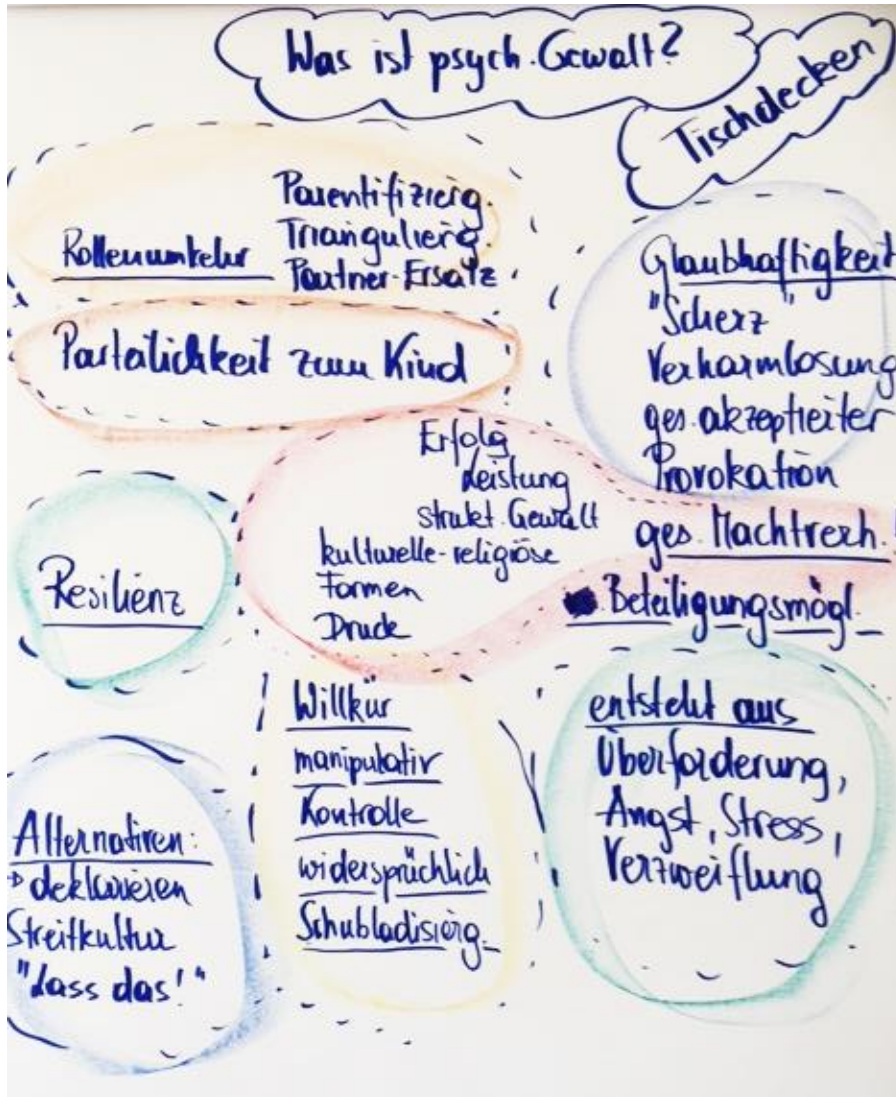 Was ist psych. Gewalt?
Tischdecken
Parentifizierg.
Triangulierg.
Rollenumkehr
Partner-Ersatz
Parteilichkeit zum Kind
Glaubhaftigkeit
"Scherz"
Verharmlosung
ges. akzeptierter
Provokation
Erfolg
Leistung
strukt. Gewalt
kulturelle-religiöse
Formen
Druck
ges. Machtverh.
Beteiligungsmögl.
Resilienz
Willkür
manipulativ
Kontrolle
widersprüchlich
Schubladisierg.
entsteht aus
Überforderung,
Angst, Stress,
Verzweiflung
Alternativen:
deklarieren
Streitkultur
"Lass das!"